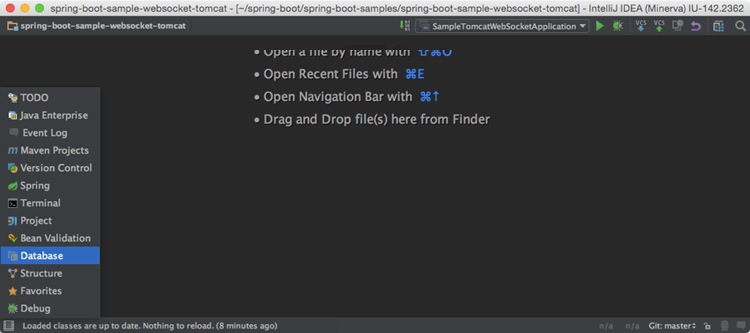 spring-boot-sample-websocket-tomcat - [~/spring-boot/spring-boot-samples/spring-boot-sample-websocket-tomcat] - IntelliJ IDEA (Minerva) IU-142.2362
spring-boot-sample-websocket-tomcat
SampleTomcatWebSocketApplication
VCS
VCS
• Open a file by name with ⇧⌘O
• Open Recent Files with ⌘E
• Open Navigation Bar with ⌘↑
• Drag and Drop file(s) here from Finder
TODO
Java Enterprise
Event Log
Maven Projects
Version Control
Spring
Terminal
Project
Bean Validation
Database
Structure
Favorites
Debug
Loaded classes are up to date. Nothing to reload. (8 minutes ago)
n/a n/a Git: master